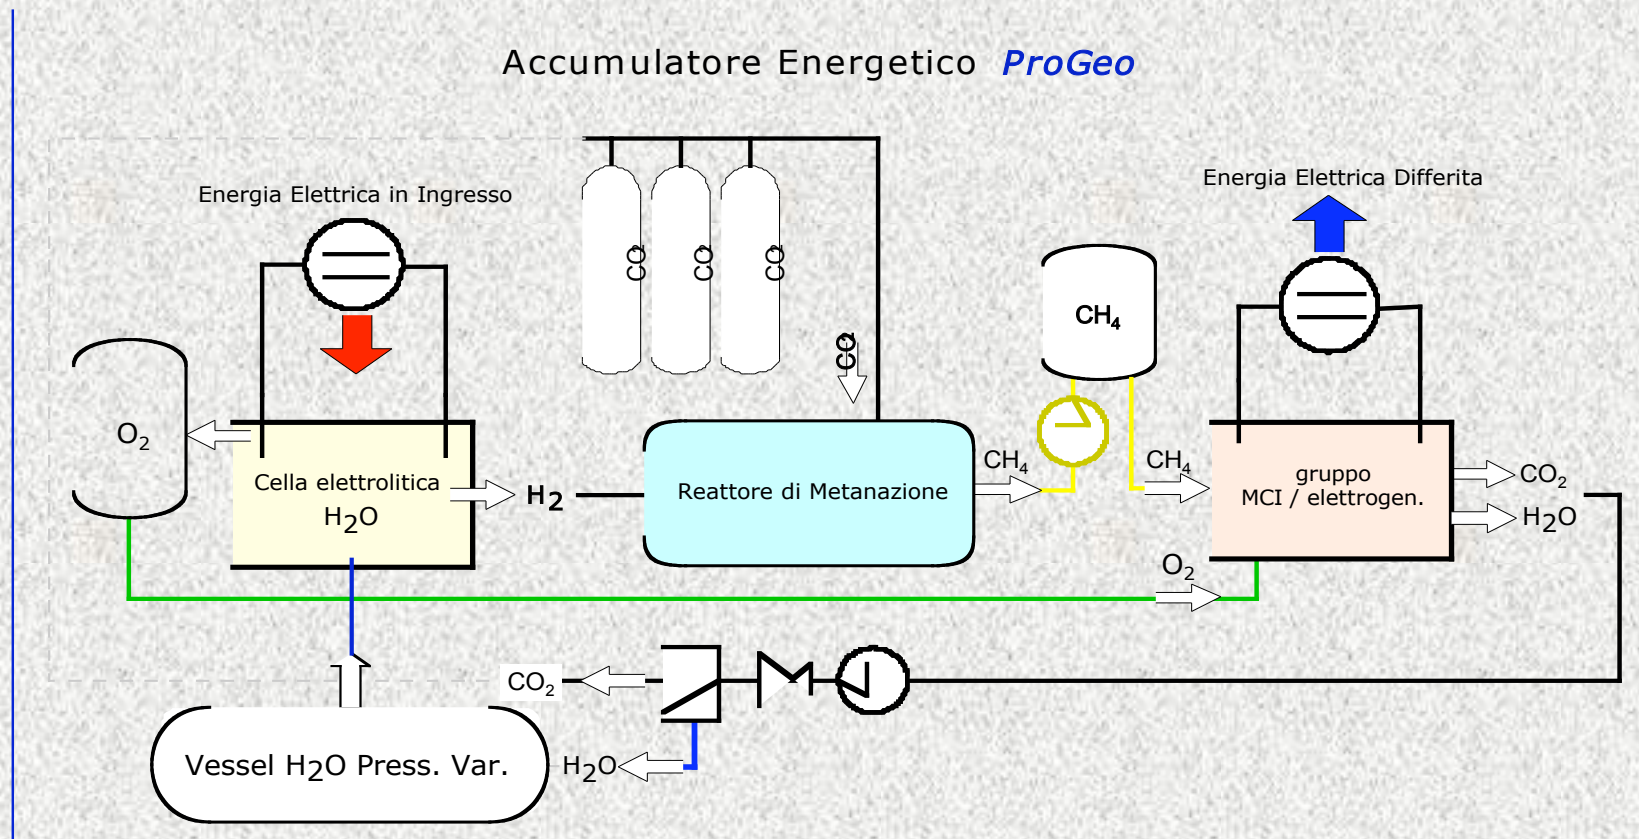 Accumulatore Energetico ProGeo
Energia Elettrica in Ingresso
Energia Elettrica Differita
CO2
CO2
CO2
CO2
CH4
O2
Cella elettrolitica
H2O
H2
Reattore di Metanazione
CH4
CH4
gruppo
MCI / elettrogen.
CO2
H2O
O2
CO2
Vessel H2O Press. Var.
H2O